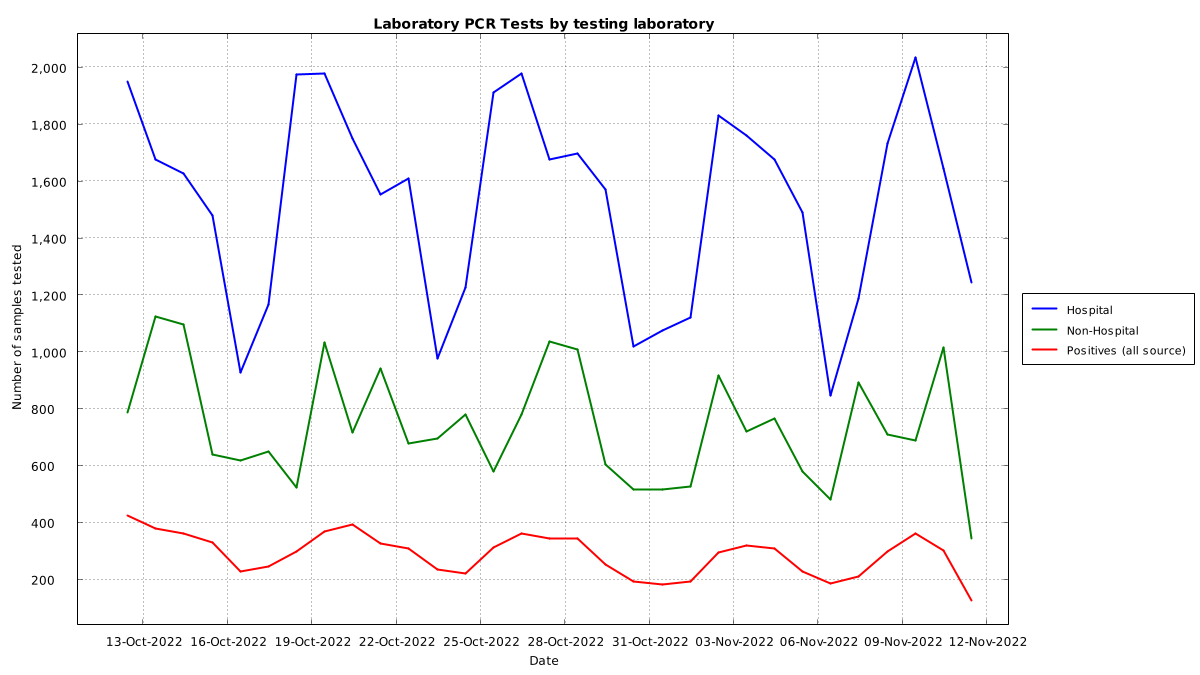 Laboratory PCR Tests by testing laboratory
Number of samples tested
2,000
1,800
1,600
1,400
1,200
1,000
800
600
400
200
13-Oct-2022 16-Oct-2022 19-Oct-2022 22-Oct-2022 25-Oct-2022 28-Oct-2022 31-Oct-2022 03-Nov-2022 06-Nov-2022 09-Nov-2022 12-Nov-2022
Date
Hospital
Non-Hospital
Positives (all source)